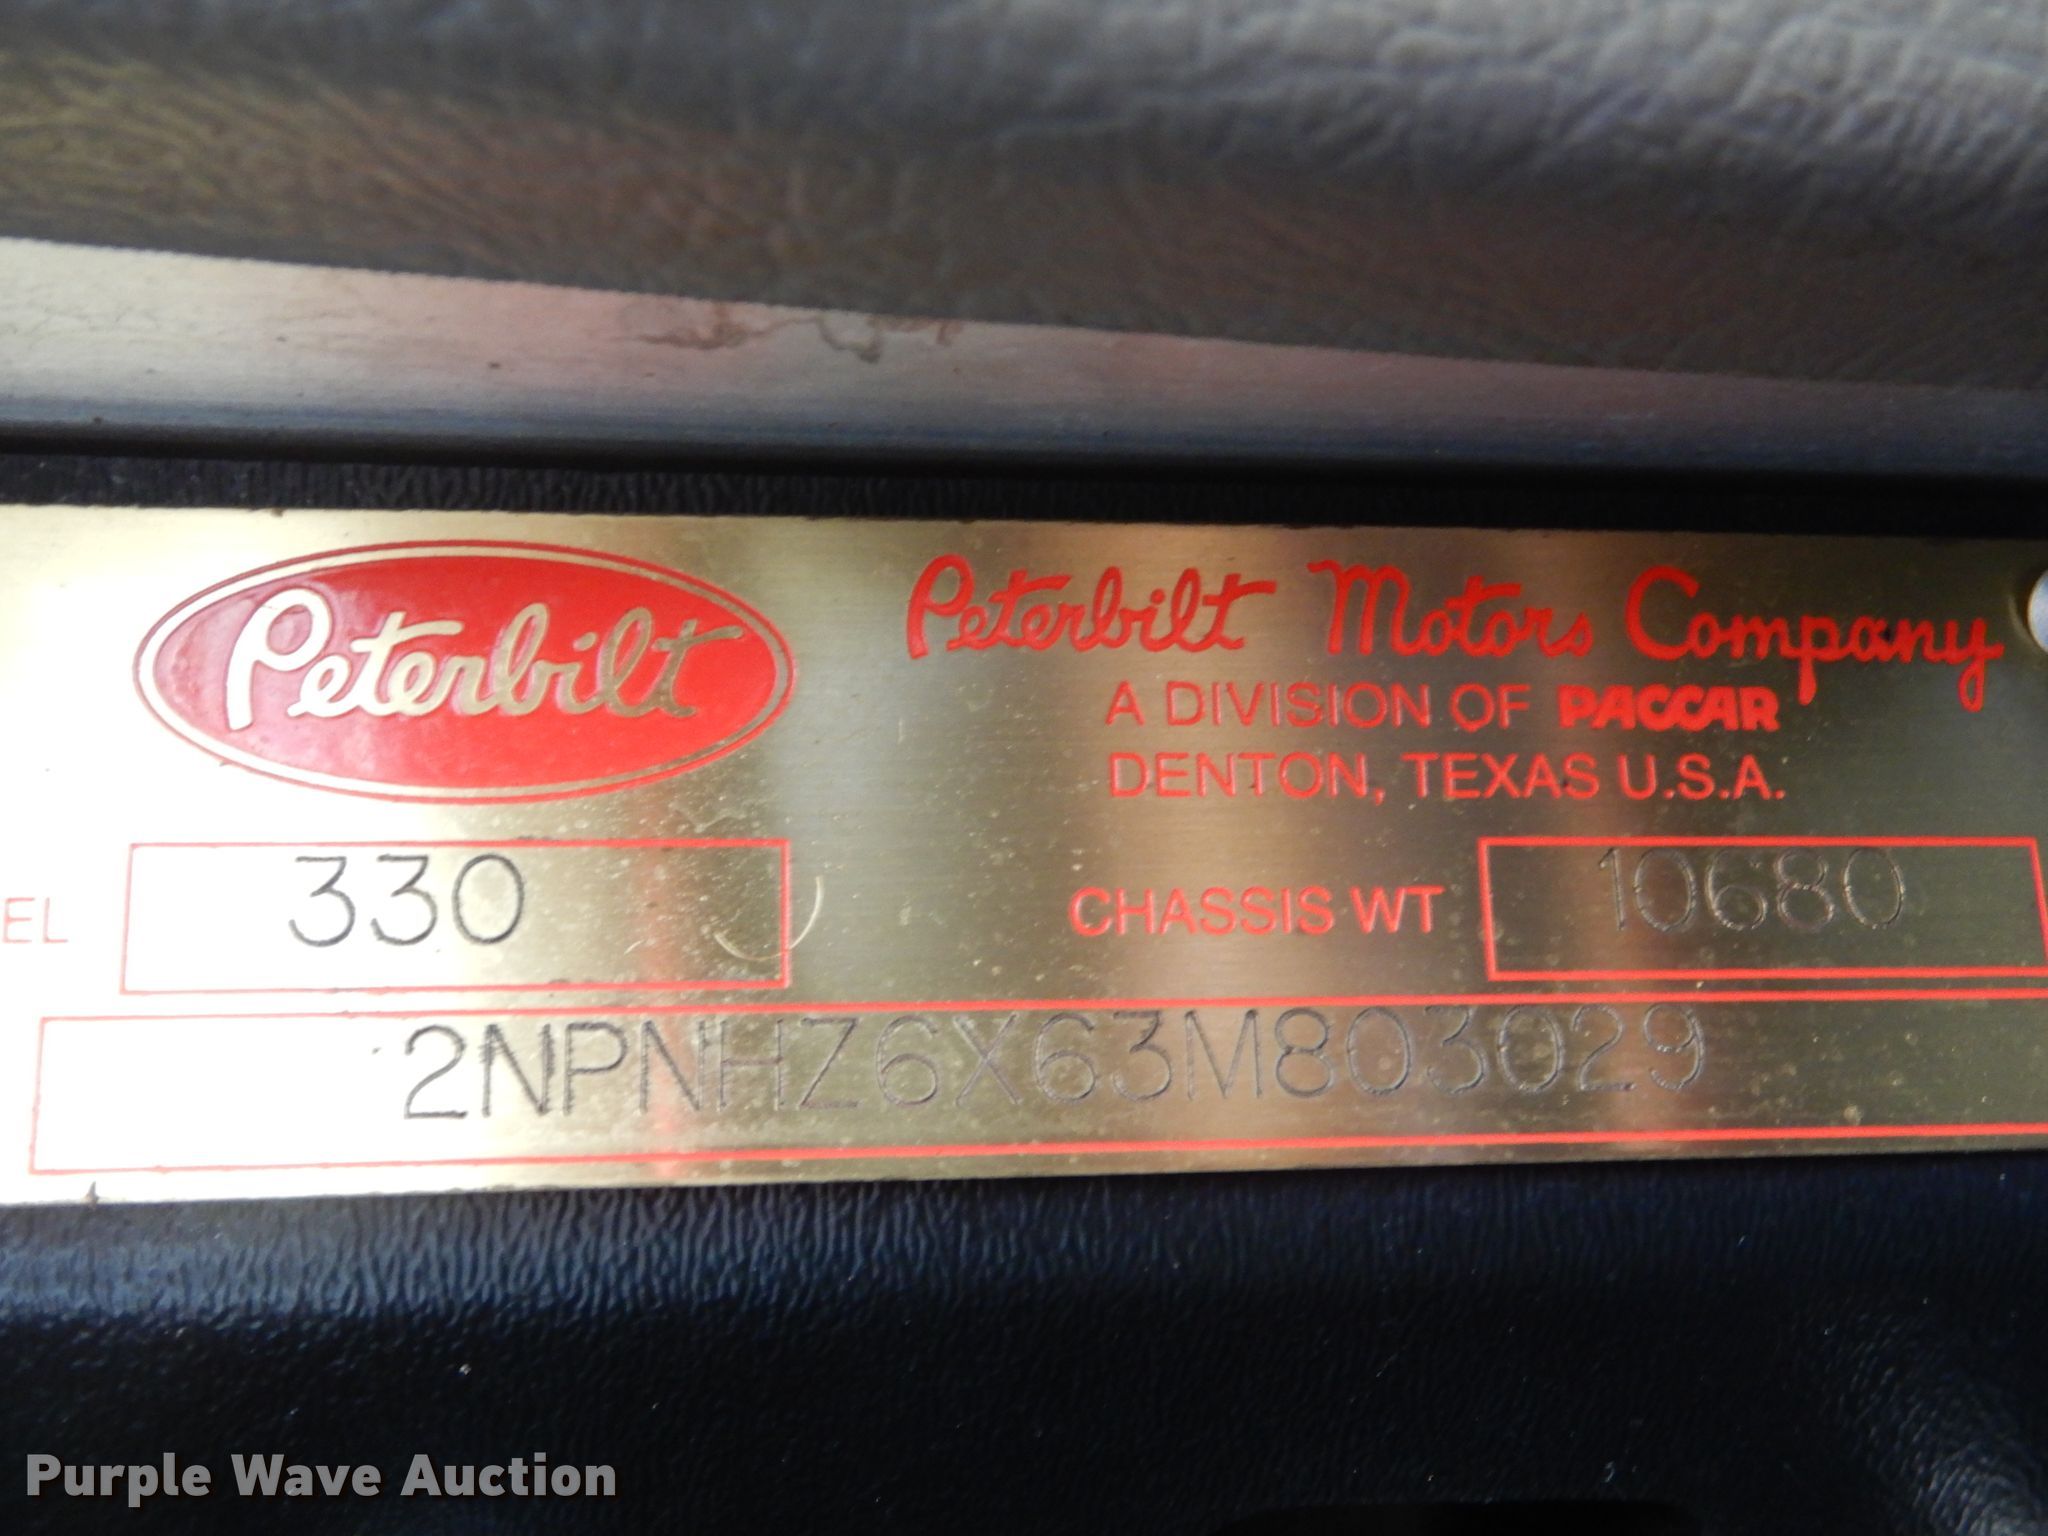 Peterbilt
Peterbilt Motors Company
A DIVISION OF PACCAR
DENTON, TEXAS U.S.A.
EL 330
CHASSIS WT 10680
2NPNHZ6X63M803029
Purple Wave Auction